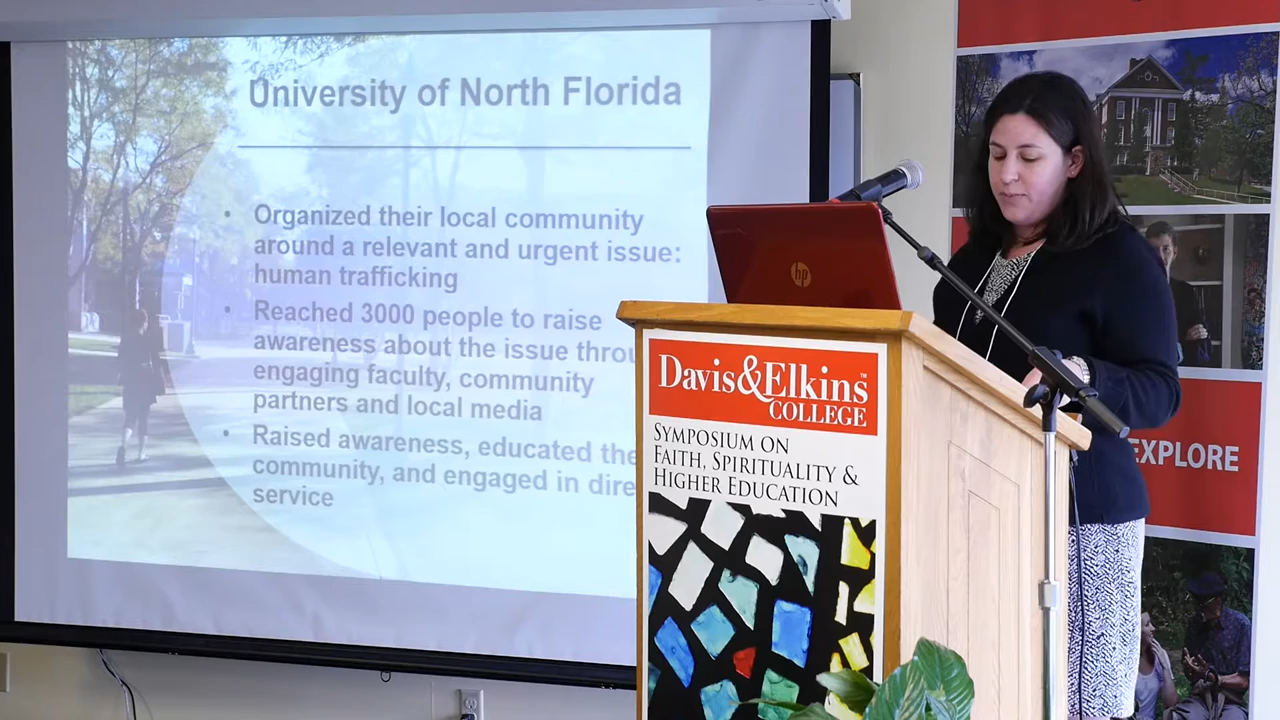 University of North Florida
• Organized their local community
around a relevant and urgent issue:
human trafficking
• Reached 3000 people to raise
awareness about the issue throu
engaging faculty, community
partners and local media
• Raised awareness, educated the
community, and engaged in dire
service
hp
Davis&Elkins™
COLLEGE
SYMPOSIUM ON
FAITH, SPIRITUALITY &
HIGHER EDUCATION
EXPLORE